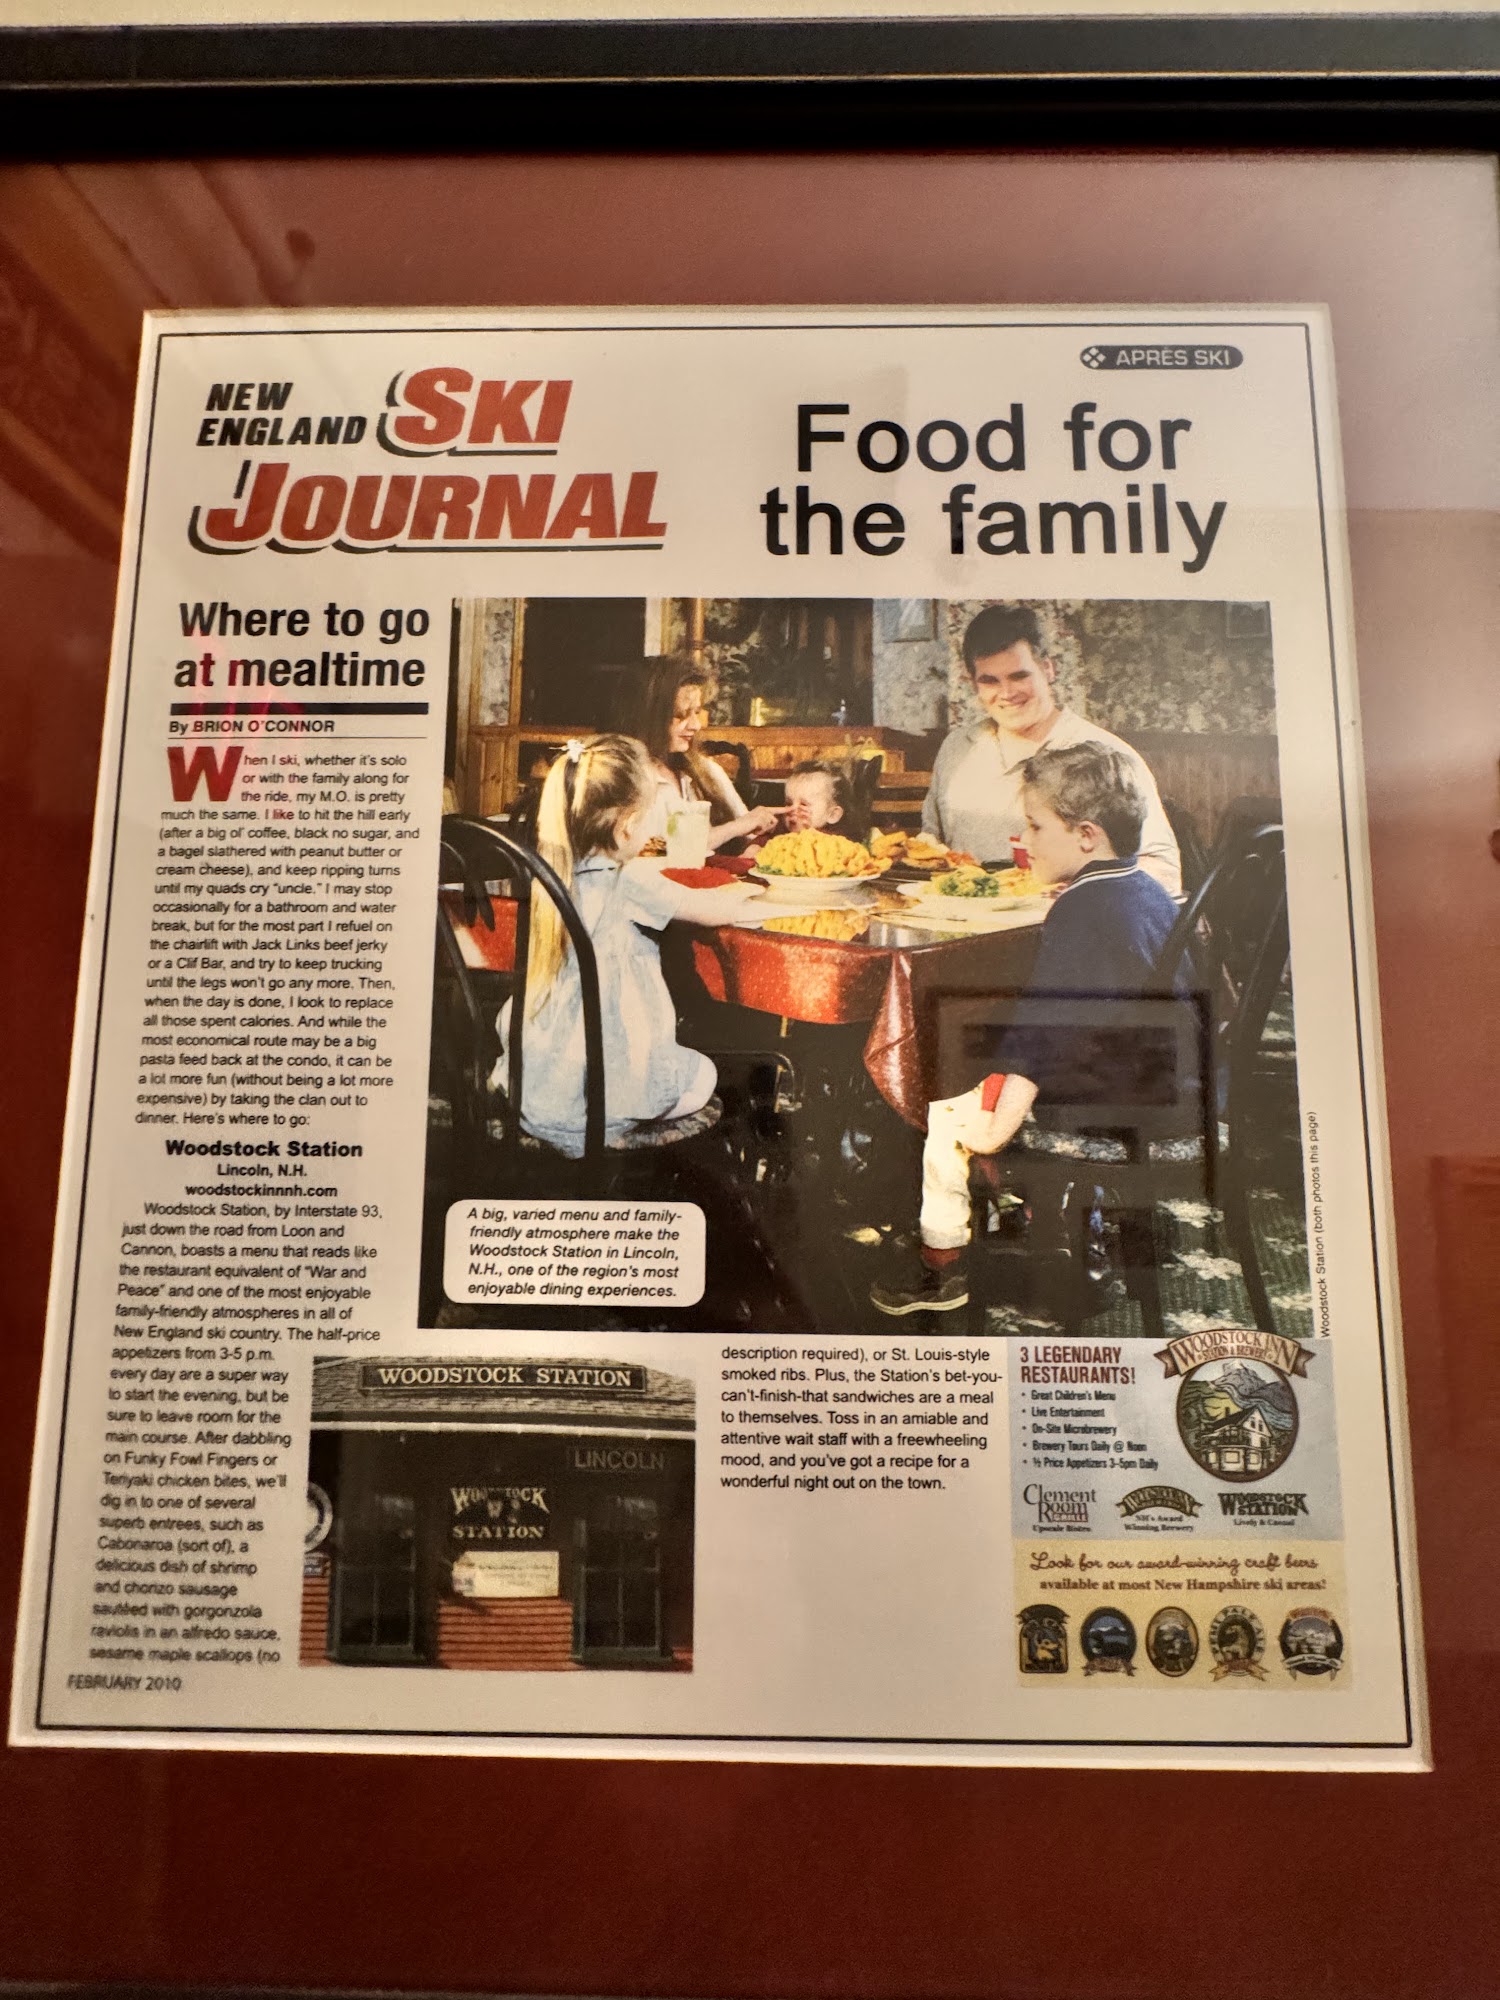 APRÈS SKI
NEW
ENGLAND SKI
JOURNAL
Food for
the family
Where to go
at mealtime
By BRION O'CONNOR
When I ski, whether it's solo
or with the family along for
the ride, my M.O. is pretty
much the same. I like to hit the hill early
(after a big ol' coffee, black no sugar, and
a bagel slathered with peanut butter or
cream cheese), and keep ripping turns
until my quads cry "uncle." I may stop
occasionally for a bathroom and water
break, but for the most part I refuel on
the chairlift with Jack Links beef jerky
or a Clif Bar, and try to keep trucking
until the legs won't go any more. Then,
when the day is done, I look to replace
all those spent calories. And while the
most economical route may be a big
pasta feed back at the condo, it can be
a lot more fun (without being a lot more
expensive) by taking the clan out to
dinner. Here's where to go:
Woodstock Station
Lincoln, N.H.
woodstockinnnh.com
Woodstock Station, by Interstate 93,
just down the road from Loon and
Cannon, boasts a menu that reads like
the restaurant equivalent of "War and
Peace" and one of the most enjoyable
family-friendly atmospheres in all of
New England ski country. The half-price
appetizers from 3-5 p.m.
every day are a super way
to start the evening, but be
sure to leave room for the
main course. After dabbling
on Funky Fowl Fingers or
Teriyaki chicken bites, we'll
dig in to one of several
superb entrees, such as
Cabonaroa (sort of), a
delicious dish of shrimp
and chorizo sausage
sautéed with gorgonzola
raviolis in an alfredo sauce,
sesame maple scallops (no
description required), or St. Louis-style
smoked ribs. Plus, the Station's bet-you-
can't-finish-that sandwiches are a meal
to themselves. Toss in an amiable and
attentive wait staff with a freewheeling
mood, and you've got a recipe for a
wonderful night out on the town.
A big, varied menu and family-
friendly atmosphere make the
Woodstock Station in Lincoln,
N.H., one of the region's most
enjoyable dining experiences.
Woodstock Station (both photos this page)
WOODSTOCK STATION
LINCOLN
WOODSTOCK
STATION
3 LEGENDARY
RESTAURANTS!
• Great Children's Menu
• Live Entertainment
• On-Site Microbrewery
• Brewery Tours Daily @ Noon
• ½ Price Appetizers 3-5pm Daily
WOODSTOCK INN
STATION & BREWERY
Clement
Room
GRILLE
Upscale Bistro
NH's Award
Winning Brewery
WOODSTOCK
STATION
Lively & Casual
Look for our award-winning craft beers
available at most New Hampshire ski areas!
FEBRUARY 2010